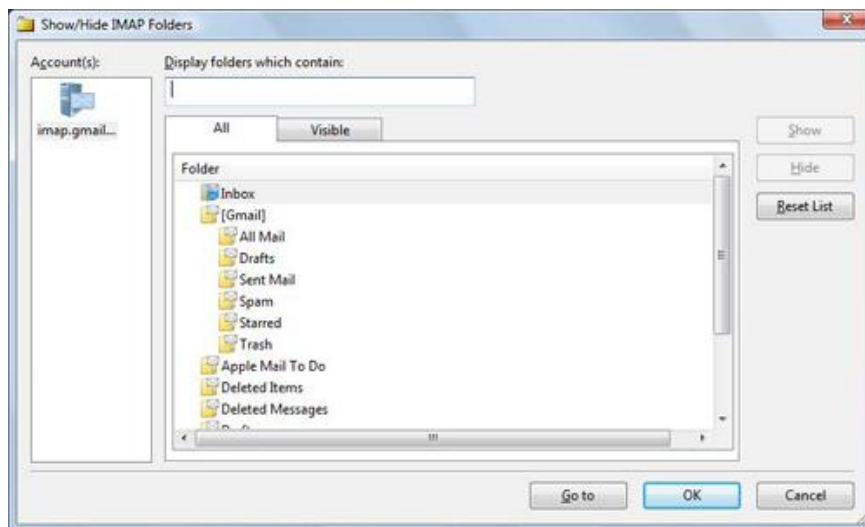 Show/Hide IMAP Folders
Account(s):
Display folders which contain:
imap.gmail...
All
Visible
Show
Hide
Reset List
Folder
Inbox
[Gmail]
All Mail
Drafts
Sent Mail
Spam
Starred
Trash
Apple Mail To Do
Deleted Items
Deleted Messages
Go to
OK
Cancel